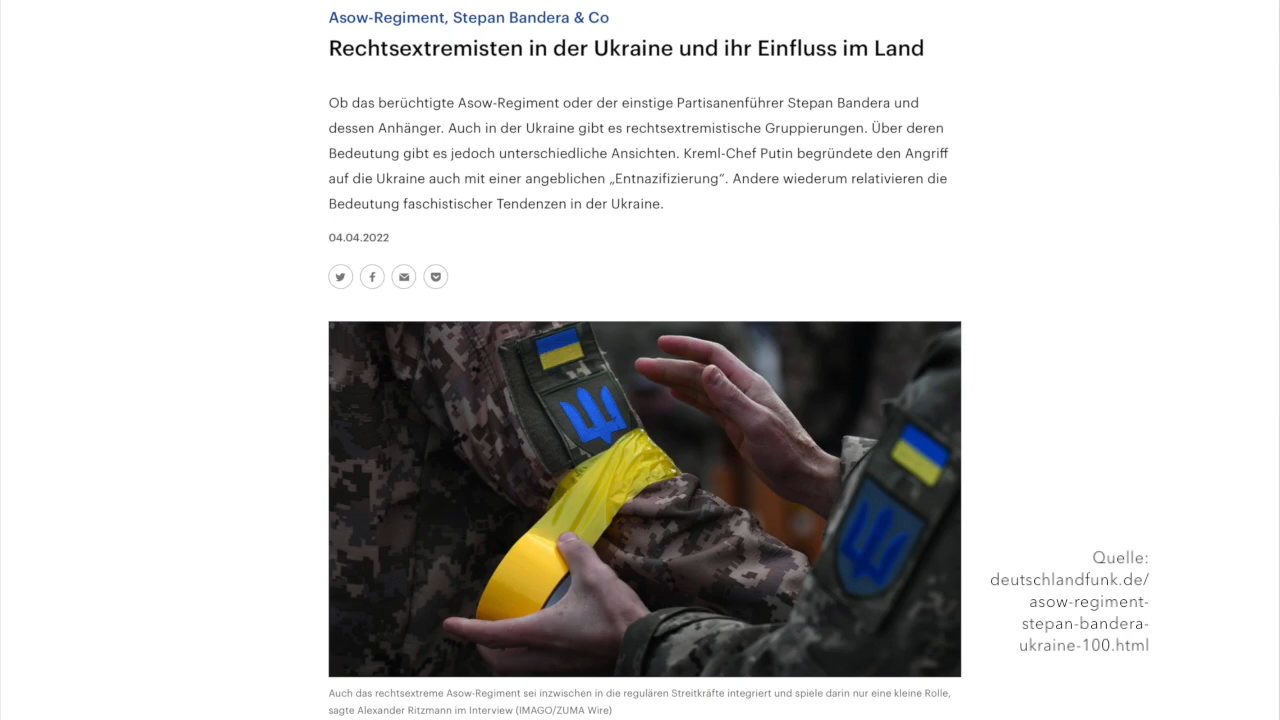 Asow-Regiment, Stepan Bandera & Co
Rechtsextremisten in der Ukraine und ihr Einfluss im Land
Ob das berüchtigte Asow-Regiment oder der einstige Partisanenführer Stepan Bandera und
dessen Anhänger. Auch in der Ukraine gibt es rechtsextremistische Gruppierungen. Über deren
Bedeutung gibt es jedoch unterschiedliche Ansichten. Kreml-Chef Putin begründete den Angriff
auf die Ukraine auch mit einer angeblichen „Entnazifizierung“. Andere wiederum relativieren die
Bedeutung faschistischer Tendenzen in der Ukraine.
04.04.2022
Quelle:
deutschlandfunk.de/
asow-regiment-
stepan-bandera-
ukraine-100.html
Auch das rechtsextreme Asow-Regiment sei inzwischen in die regulären Streitkräfte integriert und spiele darin nur eine kleine Rolle,
sagte Alexander Ritzmann im Interview (IMAGO/ZUMA Wire)